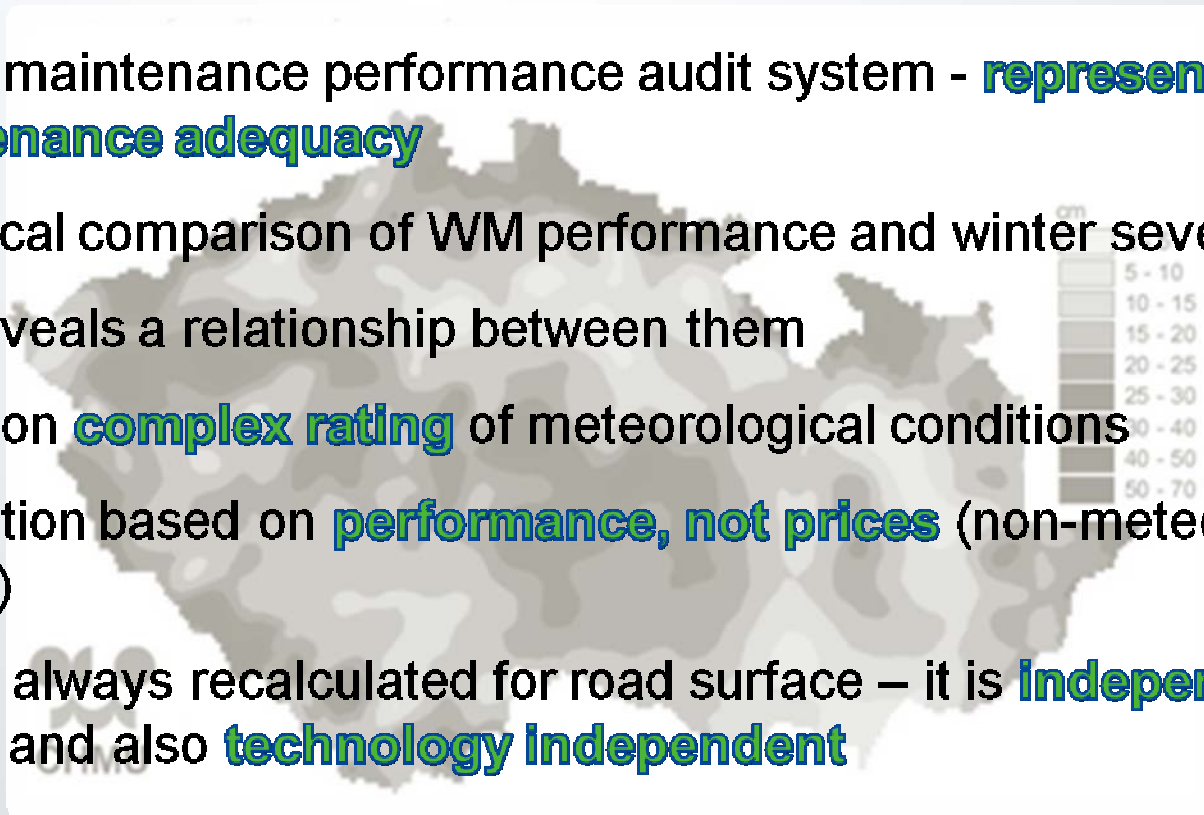 maintenance performance audit system - represen
enance adequacy
cal comparison of WM performance and winter seve
veals a relationship between them
on complex rating of meteorological conditions
tion based on performance, not prices (non-meteo
)
always recalculated for road surface – it is indepen
and also technology independent
cm
5 - 10
10 - 15
15 - 20
20 - 25
25 - 30
30 - 40
40 - 50
50 - 70